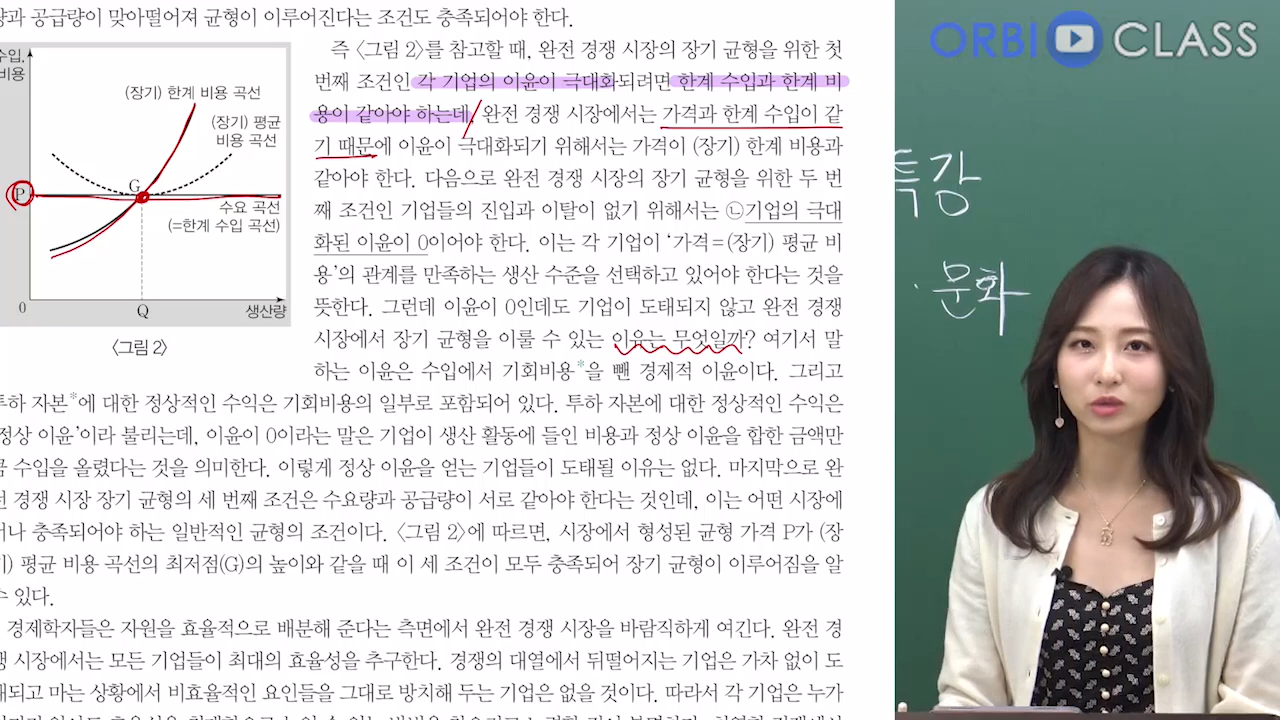 량과 공급량이 맞아떨어져 균형이 이루어진다는 조건도 충족되어야 한다.
수입,
비용
(장기) 한계 비용 곡선
(장기) 평균
비용 곡선
P
G
수요 곡선
(=한계 수입 곡선)
0
Q
생산량
〈그림 2〉
즉 〈그림 2〉를 참고할 때, 완전 경쟁 시장의 장기 균형을 위한 첫
번째 조건인 각 기업의 이윤이 극대화되려면 한계 수입과 한계 비
용이 같아야 하는데, 완전 경쟁 시장에서는 가격과 한계 수입이 같
기 때문에 이윤이 극대화되기 위해서는 가격이 (장기) 한계 비용과
같아야 한다. 다음으로 완전 경쟁 시장의 장기 균형을 위한 두 번
째 조건인 기업들의 진입과 이탈이 없기 위해서는 ㉡기업의 극대
화된 이윤이 0이어야 한다. 이는 각 기업이 ‘가격=(장기) 평균 비
용’의 관계를 만족하는 생산 수준을 선택하고 있어야 한다는 것을
뜻한다. 그런데 이윤이 0인데도 기업이 도태되지 않고 완전 경쟁
시장에서 장기 균형을 이룰 수 있는 이유는 무엇일까? 여기서 말
하는 이윤은 수입에서 기회비용*을 뺀 경제적 이윤이다. 그리고
투하 자본*에 대한 정상적인 수익은 기회비용의 일부로 포함되어 있다. 투하 자본에 대한 정상적인 수익은
정상 이윤’이라 불리는데, 이윤이 0이라는 말은 기업이 생산 활동에 들인 비용과 정상 이윤을 합한 금액만
큼 수입을 올렸다는 것을 의미한다. 이렇게 정상 이윤을 얻는 기업들이 도태될 이유는 없다. 마지막으로 완
전 경쟁 시장 장기 균형의 세 번째 조건은 수요량과 공급량이 서로 같아야 한다는 것인데, 이는 어떤 시장에
거나 충족되어야 하는 일반적인 균형의 조건이다. 〈그림 2〉에 따르면, 시장에서 형성된 균형 가격 P가 (장
기) 평균 비용 곡선의 최저점(G)의 높이와 같을 때 이 세 조건이 모두 충족되어 장기 균형이 이루어짐을 알
수 있다.
경제학자들은 자원을 효율적으로 배분해 준다는 측면에서 완전 경쟁 시장을 바람직하게 여긴다. 완전 경
쟁 시장에서는 모든 기업들이 최대의 효율성을 추구한다. 경쟁의 대열에서 뒤떨어지는 기업은 가차 없이 도
태되고 마는 상황에서 비효율적인 요인들을 그대로 방치해 두는 기업은 없을 것이다. 따라서 각 기업은 누가
ORBI CLASS
특강
· 문화